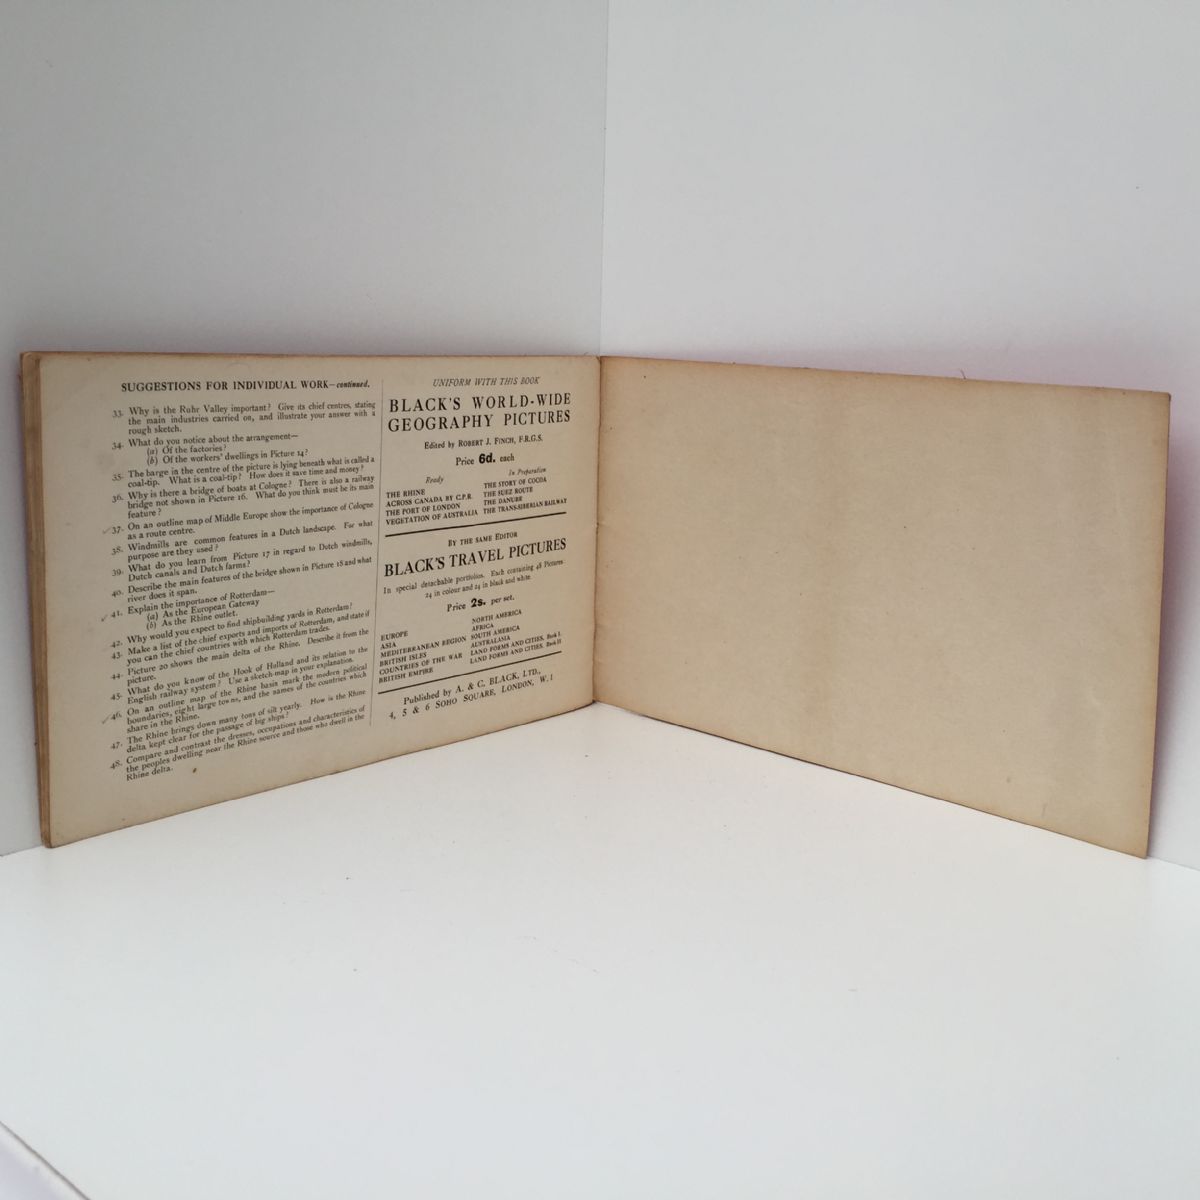 SUGGESTIONS FOR INDIVIDUAL WORK—continued.
33. Why is the Ruhr Valley important? Give its chief centres, stating
the main industries carried on, and illustrate your answer with a
rough sketch.
34. What do you notice about the arrangement—
(a) Of the factories?
(b) Of the workers' dwellings in Picture 14?
35. The barge in the centre of the picture is lying beneath what is called a
coal-tip. What is a coal-tip? How does it save time and money?
36. Why is there a bridge of boats at Cologne? There is also a railway
bridge not shown in Picture 16. What do you think must be its main
feature?
37. On an outline map of Middle Europe show the importance of Cologne
as a route centre.
38. Windmills are common features in a Dutch landscape. For what
purpose are they used?
39. What do you learn from Picture 17 in regard to Dutch windmills,
Dutch canals and Dutch farms?
40. Describe the main features of the bridge shown in Picture 18 and what
river does it span.
41. Explain the importance of Rotterdam—
(a) As the European Gateway
(b) As the Rhine outlet.
42. Why would you expect to find shipbuilding yards in Rotterdam?
43. Make a list of the chief exports and imports of Rotterdam, and state if
you can the chief countries with which Rotterdam trades.
44. Picture 20 shows the main delta of the Rhine. Describe it from the
picture.
45. What do you know of the Hook of Holland and its relation to the
English railway system? Use a sketch-map in your explanation.
46. On an outline map of the Rhine basin mark the modern political
boundaries, eight large towns, and the names of the countries which
share in the Rhine.
47. The Rhine brings down many tons of silt yearly. How is the Rhine
delta kept clear for the passage of big ships?
48. Compare and contrast the dresses, occupations and characteristics of
the peoples dwelling near the Rhine source and those who dwell in the
Rhine delta.
UNIFORM WITH THIS BOOK
BLACK'S WORLD-WIDE
GEOGRAPHY PICTURES
Edited by ROBERT J. FINCH, F.R.G.S.
Price 6d. each
Ready
THE RHINE
ACROSS CANADA BY C.P.R.
THE PORT OF LONDON
VEGETATION OF AUSTRALIA
In Preparation
THE STORY OF COCOA
THE SUEZ ROUTE
THE DANUBE
THE TRANS-SIBERIAN RAILWAY
BY THE SAME EDITOR
BLACK'S TRAVEL PICTURES
In special detachable portfolios. Each containing 48 Pictures:
24 in colour and 24 in black and white.
Price 2s. per set.
EUROPE
ASIA
MEDITERRANEAN REGION
BRITISH ISLES
COUNTRIES OF THE WAR
BRITISH EMPIRE
NORTH AMERICA
AFRICA
SOUTH AMERICA
AUSTRALASIA
LAND FORMS AND CITIES. Book I.
LAND FORMS AND CITIES. Book II
Published by A. & C. BLACK, LTD.,
4, 5 & 6 SOHO SQUARE, LONDON, W.1